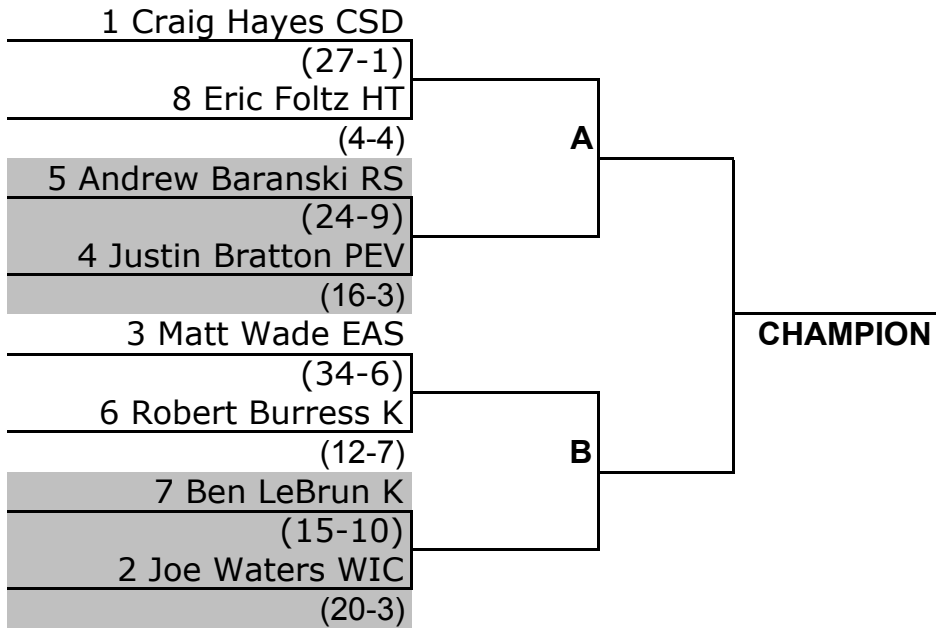 1 Craig Hayes CSD
(27-1)
8 Eric Foltz HT
(4-4)
A
5 Andrew Baranski RS
(24-9)
4 Justin Bratton PEV
(16-3)
3 Matt Wade EAS
CHAMPION
(34-6)
6 Robert Burress K
(12-7)
B
7 Ben LeBrun K
(15-10)
2 Joe Waters WIC
(20-3)